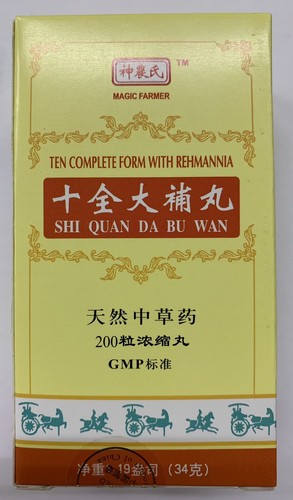 神農氏 TM
MAGIC FARMER
TEN COMPLETE FORM WITH REHMANNIA
十全大補丸
SHI QUAN DA BU WAN
天然中草药
200粒浓缩丸
GMP标准
净重: 19盎司 (34克)